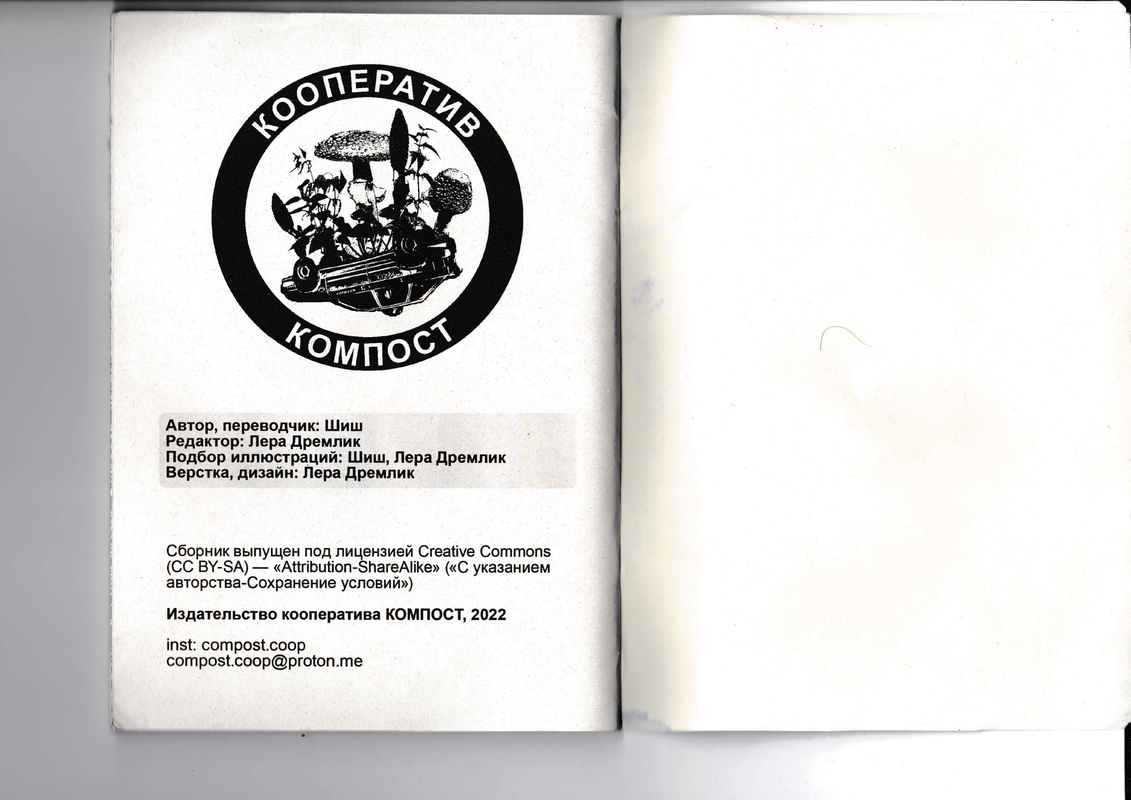 КООПЕРАТИВ
КОМПОСТ
Автор, переводчик: Шиш
Редактор: Лера Дремлик
Подбор иллюстраций: Шиш, Лера Дремлик
Верстка, дизайн: Лера Дремлик
Сборник выпущен под лицензией Creative Commons
(CC BY-SA) — «Attribution-ShareAlike» («С указанием
авторства-Сохранение условий»)
Издательство кооператива КОМПОСТ, 2022
inst: compost.coop
compost.coop@proton.me